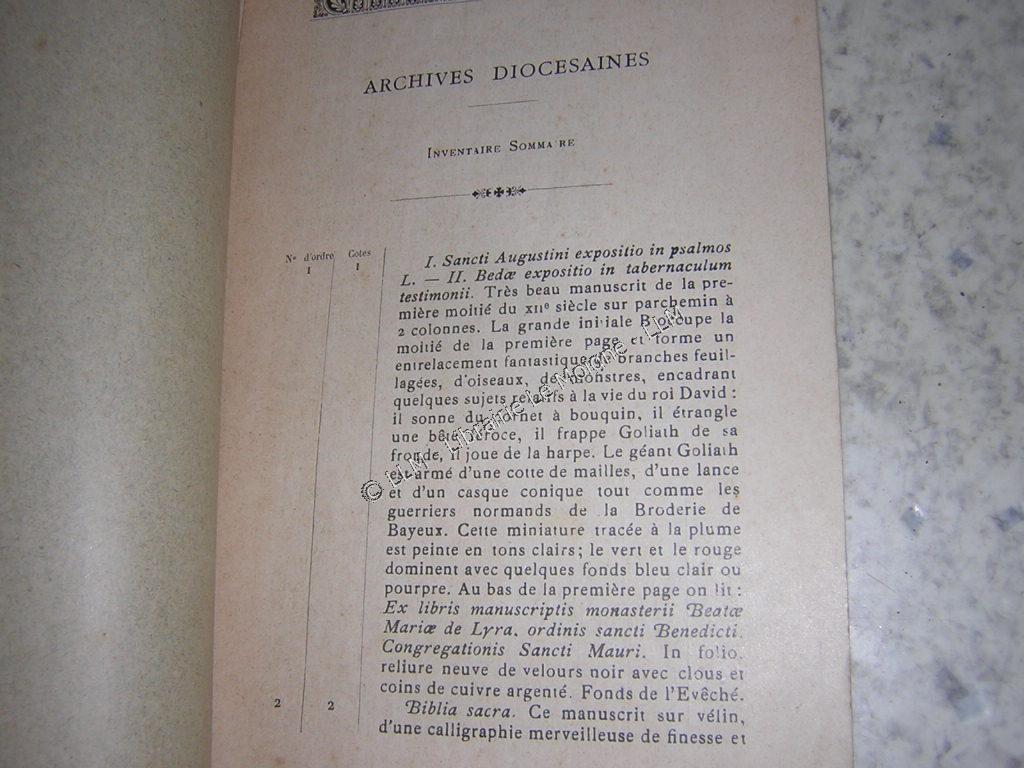 ARCHIVES DIOCESAINES
INVENTAIRE SOMMAIRE
Nº d'ordre Cotes
1 1
I. Sancti Augustini expositio in psalmos
L. — II. Bedæ expositio in tabernaculum
testimonii. Très beau manuscrit de la pre-
mière moitié du XIIe siècle sur parchemin à
2 colonnes. La grande initiale B occupe la
moitié de la première page et forme un
entrelacement fantastique de branches feuil-
lagées, d'oiseaux, de monstres, encadrant
quelques sujets relatifs à la vie du roi David :
il sonne du cornet à bouquin, il étrangle
une bête féroce, il frappe Goliath de sa
fronde, il joue de la harpe. Le géant Goliath
est armé d'une cotte de mailles, d'une lance
et d'un casque conique tout comme les
guerriers normands de la Broderie de
Bayeux. Cette miniature tracée à la plume
est peinte en tons clairs ; le vert et le rouge
dominent avec quelques fonds bleu clair ou
pourpre. Au bas de la première page on lit :
Ex libris manuscriptis monasterii Beatæ
Mariæ de Lyra, ordinis sancti Benedicti.
Congregationis Sancti Mauri. In folio,
reliure neuve de velours noir avec clous et
coins de cuivre argenté. Fonds de l'Evêché.
2 2 Biblia sacra. Ce manuscrit sur vélin,
d'une calligraphie merveilleuse de finesse et
© LLM - Librairie Le Moigne - LLM